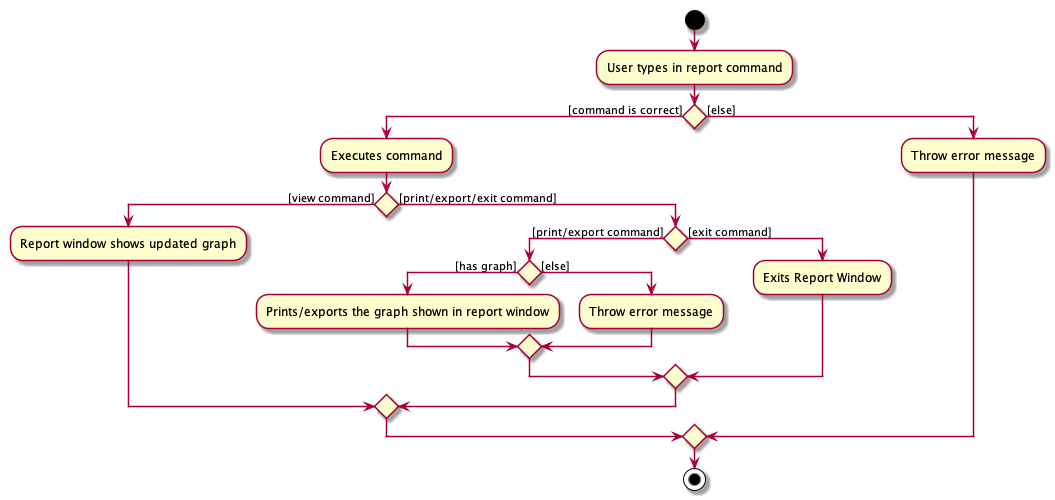 User types in report command
[command is correct]
[else]
Executes command
Throw error message
[view command]
[print/export/exit command]
Report window shows updated graph
[print/export command]
[exit command]
[has graph]
[else]
Exits Report Window
Prints/exports the graph shown in report window
Throw error message